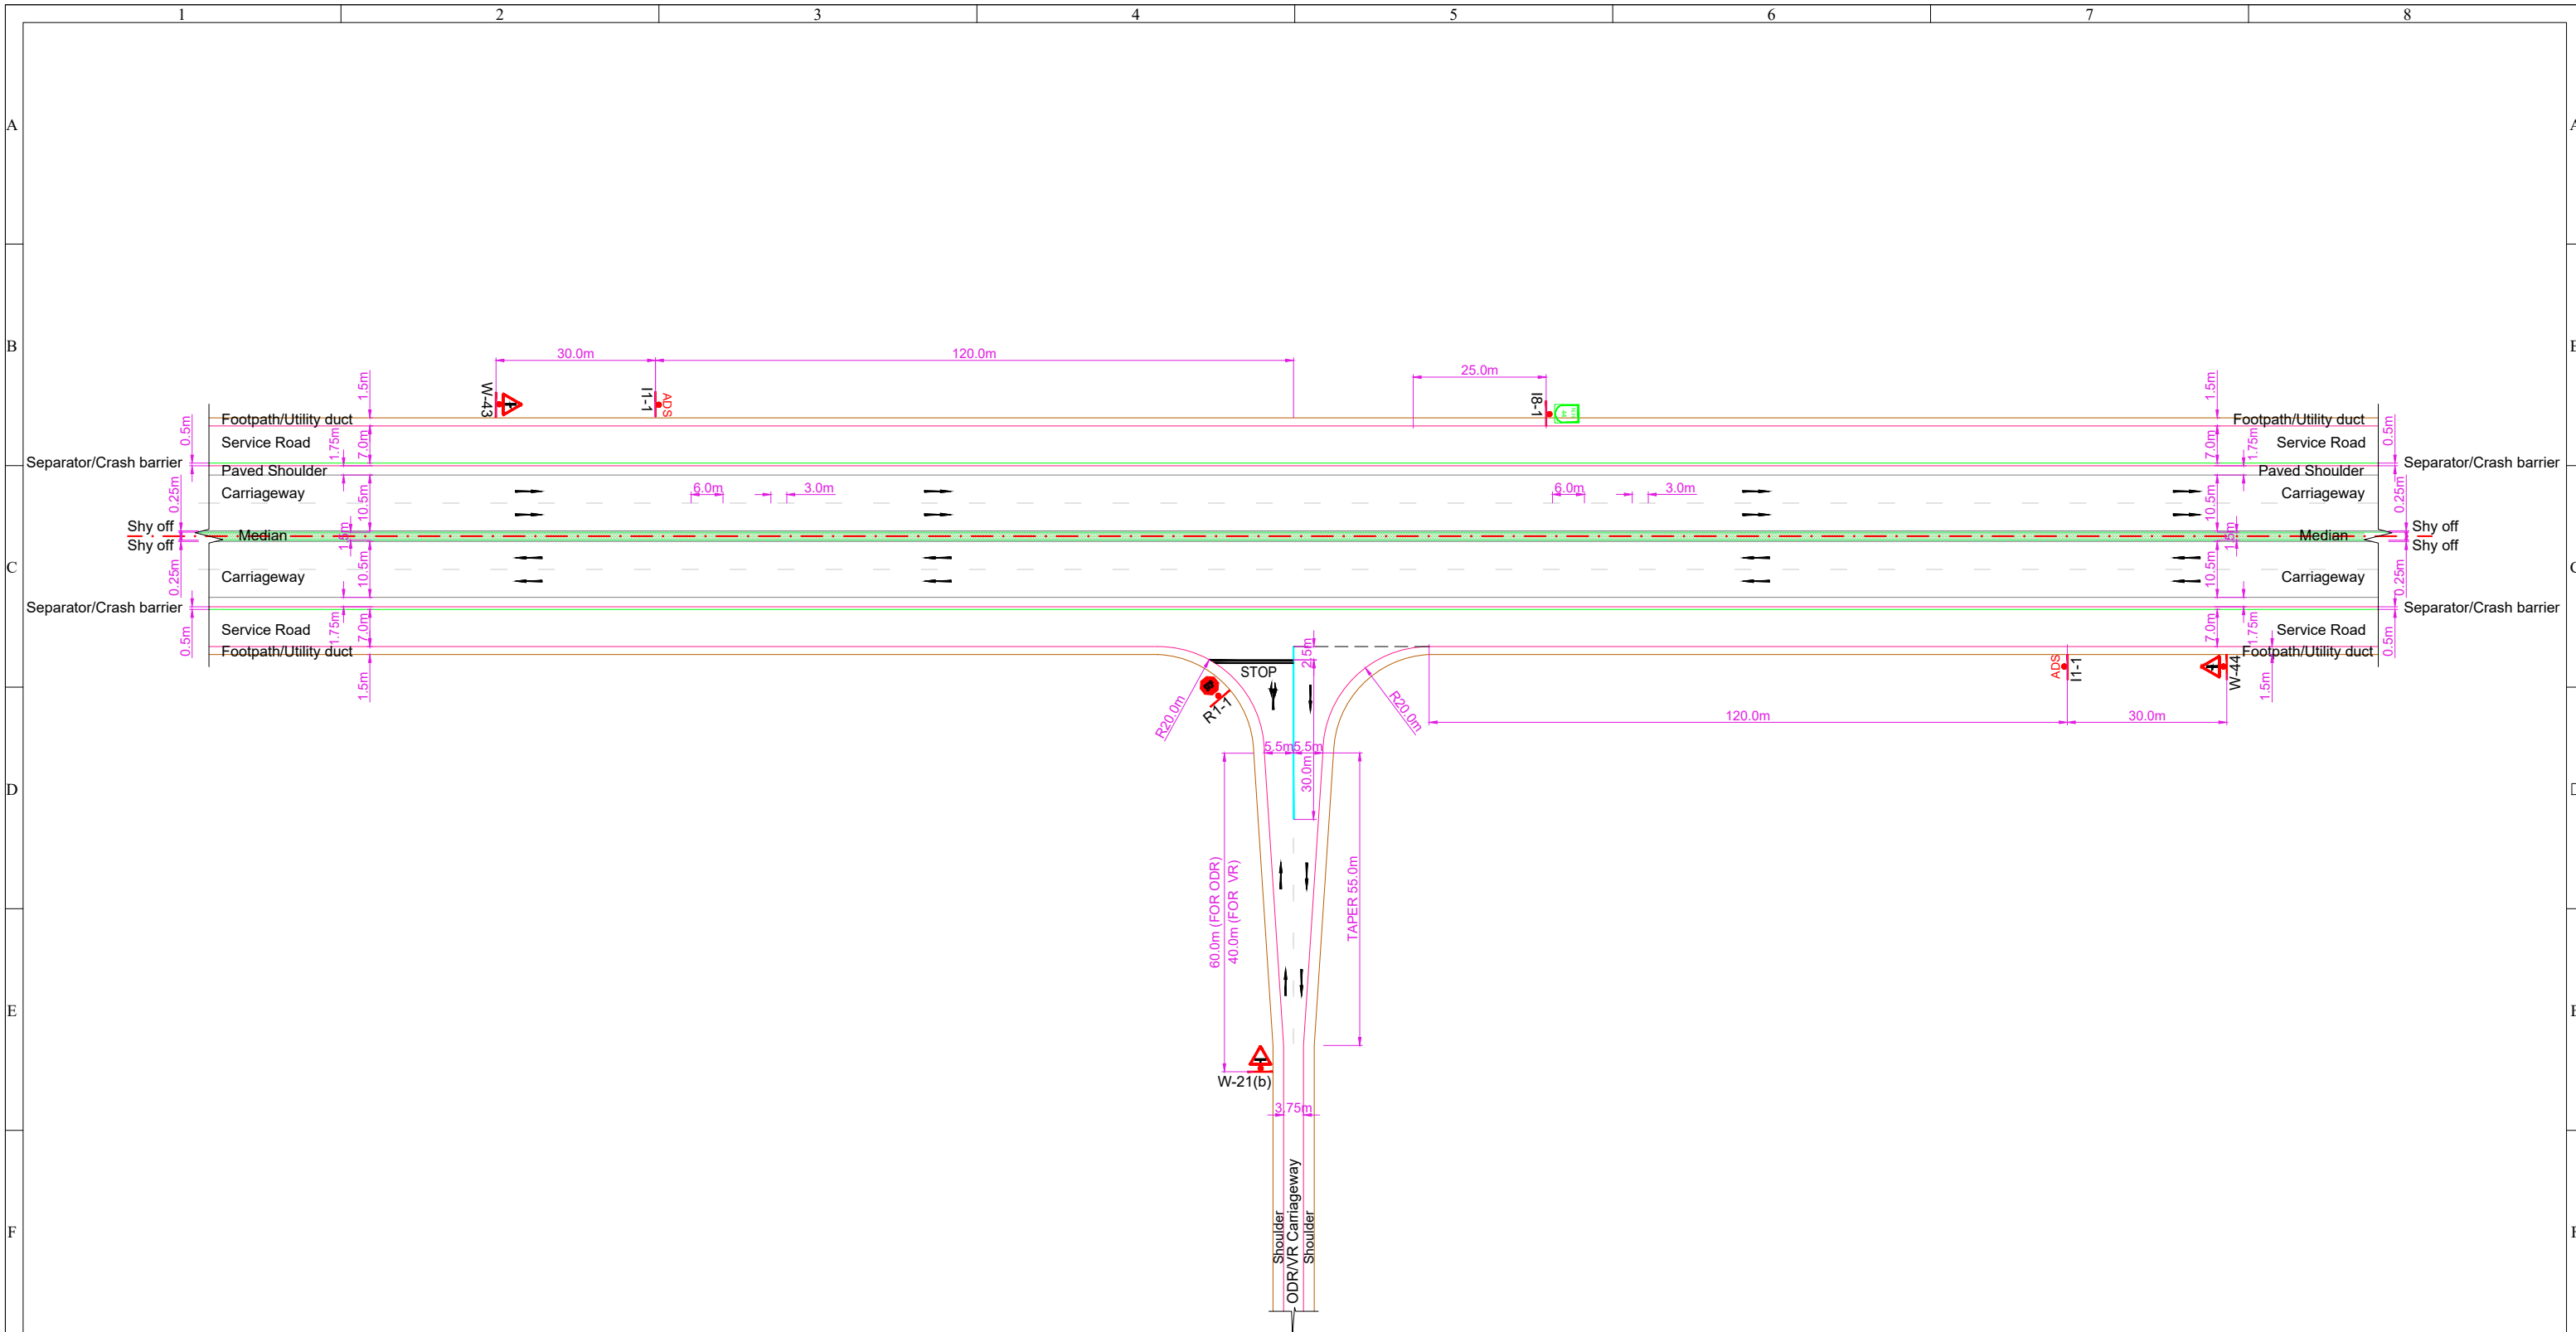 1 2 3 4 5 6 7 8
A
A
B
30.0m 120.0m
25.0m
1.5m
1.5m
W-43
I1-1
ADS
I8-1
Footpath/Utility duct
Footpath/Utility duct
0.5m
1.75m
7.0m
Service Road
7.0m
1.75m
0.5m
Service Road
Separator/Crash barrier
Separator/Crash barrier
Paved Shoulder
Paved Shoulder
0.25m
Carriageway
10.5m
6.0m 3.0m
6.0m 3.0m
10.5m
Carriageway
0.25m
Shy off
Shy off
Median
1.5m
1.5m
Median
Shy off
Shy off
C
0.25m
Carriageway
10.5m
10.5m
Carriageway
0.25m
Separator/Crash barrier
Separator/Crash barrier
0.5m
Service Road
1.75m
7.0m
7.0m
1.75m
Service Road
0.5m
Footpath/Utility duct
Footpath/Utility duct
1.5m
1.5m
2.5m
STOP
R1-1
R20.0m
R20.0m
ADS
I1-1
W-44
120.0m 30.0m
5.5m 5.5m
30.0m
D
60.0m (FOR ODR)
40.0m (FOR VR)
TAPER 55.0m
E
W-21(b)
3.75m
F
Shoulder
ODR/VR Carriageway
Shoulder